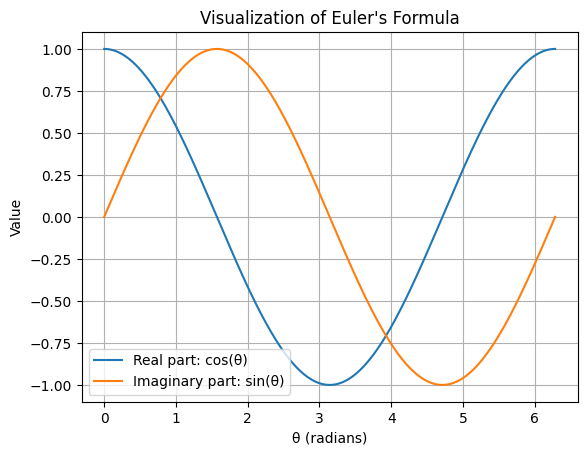 Visualization of Euler's Formula
1.00
0.75
0.50
0.25
0.00
−0.25
−0.50
−0.75
−1.00
Value
Real part: cos(θ)
Imaginary part: sin(θ)
0 1 2 3 4 5 6
θ (radians)